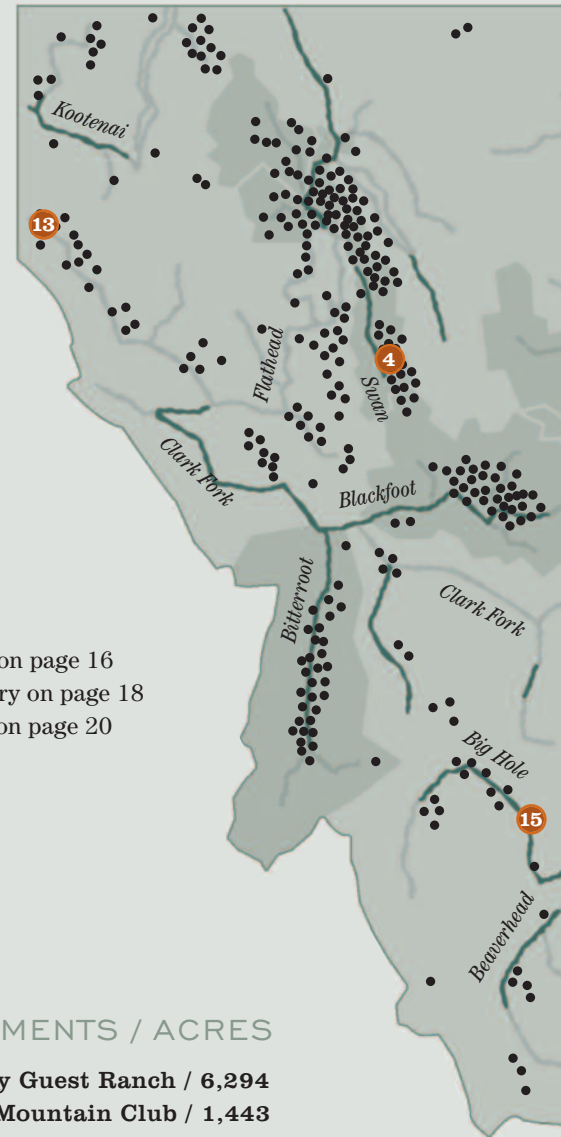 Kootenai
13
Flathead
4
Swan
Clark Fork
Blackfoot
Bitterroot
Clark Fork
on page 16
ry on page 18
on page 20
Big Hole
15
Beaverhead
MENTS / ACRES
y Guest Ranch / 6,294
Mountain Club / 1,443